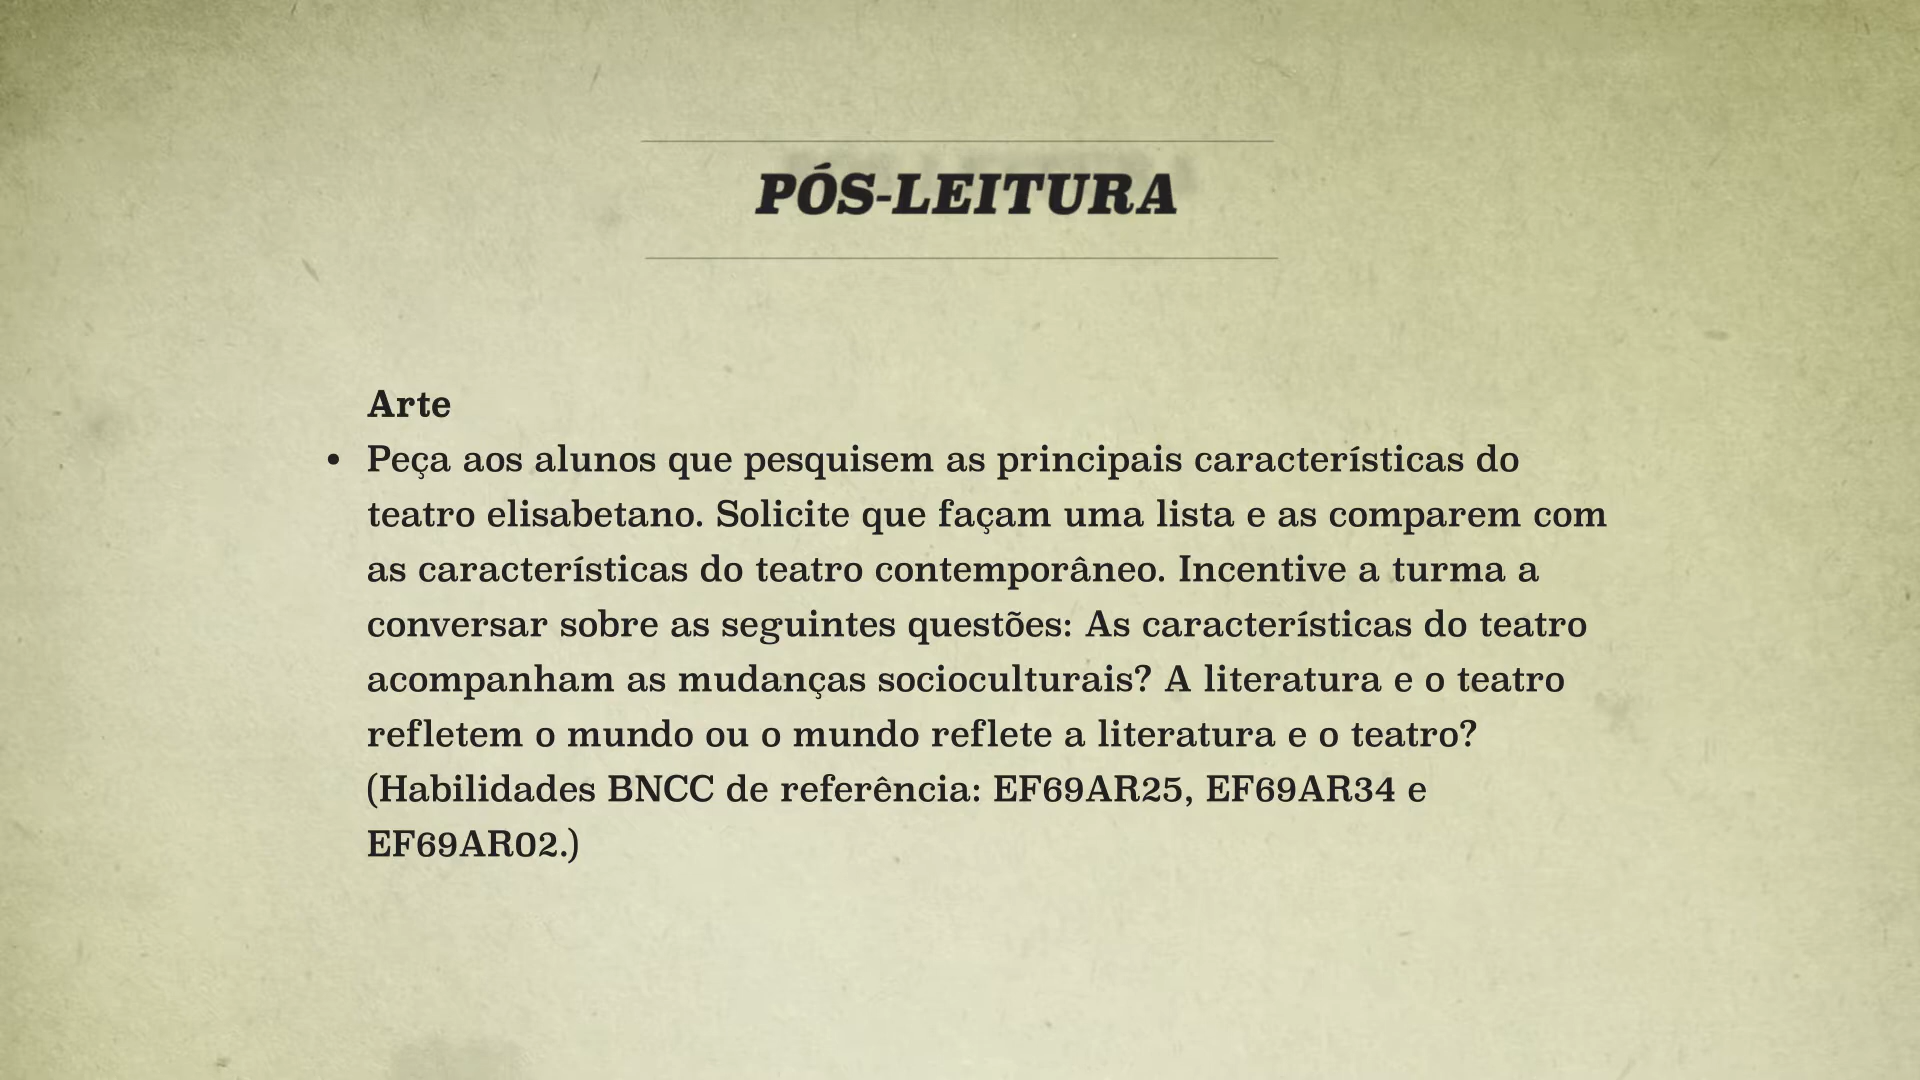 PÓS-LEITURA
Arte
• Peça aos alunos que pesquisem as principais características do
teatro elisabetano. Solicite que façam uma lista e as comparem com
as características do teatro contemporâneo. Incentive a turma a
conversar sobre as seguintes questões: As características do teatro
acompanham as mudanças socioculturais? A literatura e o teatro
refletem o mundo ou o mundo reflete a literatura e o teatro?
(Habilidades BNCC de referência: EF69AR25, EF69AR34 e
EF69AR02.)